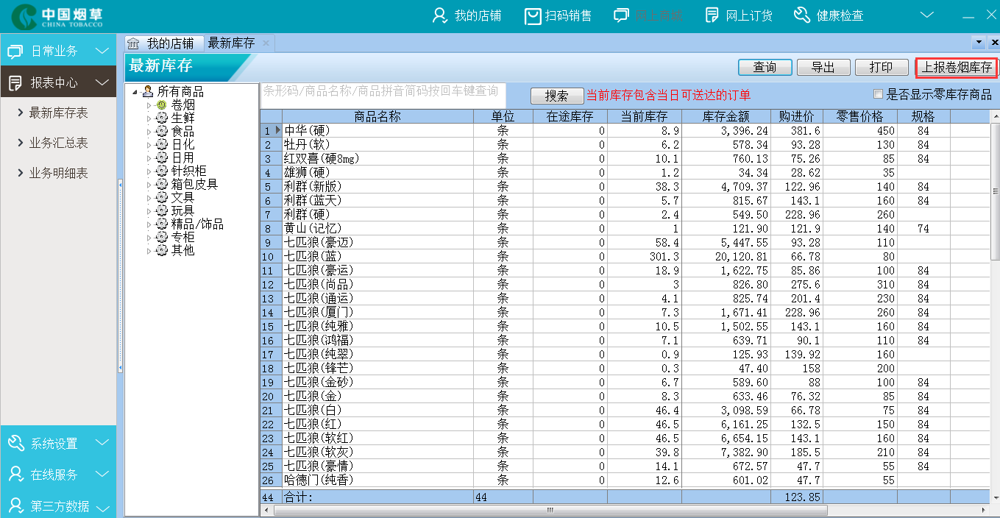 中国烟草
CHINA TOBACCO
我的店铺 扫码销售 网上订货 健康检查
日常业务
报表中心
最新库存表
业务汇总表
业务明细表
系统设置
在线服务
第三方数据
我的店铺 最新库存
最新库存
查询 导出 打印 上报卷烟库存
所有商品
卷烟
生鲜
食品
日化
日用
针织柜
箱包皮具
文具
玩具
精品/饰品
专柜
其他
条形码/商品名称/商品拼音简码按回车键查询 搜索 当前库存包含当日可送达的订单 是否显示零库存商品
商品名称 单位 在途库存 当前库存 库存金额 购进价 零售价格 规格
1 中华(硬) 条 0 8.9 3,396.24 381.6 450 84
2 牡丹(软) 条 0 6.2 578.34 93.28 130 84
3 红双喜(硬8mg) 条 0 10.1 760.13 75.26 85 84
4 雄狮(硬) 条 0 1.2 34.34 28.62 35
5 利群(新版) 条 0 38.3 4,709.37 122.96 140 84
6 利群(蓝天) 条 0 5.7 815.67 143.1 160 84
7 利群(硬) 条 0 2.4 549.50 228.96 260
8 黄山(记忆) 条 0 1 121.90 121.9 140 74
9 七匹狼(豪迈) 条 0 58.4 5,447.55 93.28 110
10 七匹狼(蓝) 条 0 301.3 20,120.81 66.78 80
11 七匹狼(豪运) 条 0 18.9 1,622.75 85.86 100 84
12 七匹狼(尚品) 条 0 3 826.80 275.6 310 84
13 七匹狼(通运) 条 0 4.1 825.74 201.4 230 84
14 七匹狼(厦门) 条 0 7.3 1,671.41 228.96 260 84
15 七匹狼(纯雅) 条 0 10.5 1,502.55 143.1 160 84
16 七匹狼(鸿福) 条 0 7.1 639.71 90.1 110 84
17 七匹狼(纯翠) 条 0 0.9 125.93 139.92 160
18 七匹狼(锋芒) 条 0 0.3 47.40 158 200
19 七匹狼(金砂) 条 0 6.7 589.60 88 100 84
20 七匹狼(金) 条 0 8.3 633.46 76.32 85 84
21 七匹狼(白) 条 0 46.4 3,098.59 66.78 75 84
22 七匹狼(红) 条 0 46.5 6,161.25 132.5 150 84
23 七匹狼(软红) 条 0 46.5 6,654.15 143.1 160 84
24 七匹狼(软灰) 条 0 39.8 7,382.90 185.5 210 84
25 七匹狼(豪情) 条 0 14.1 672.57 47.7 55 84
26 哈德门(纯香) 条 0 12.6 601.02 47.7 55
44 合计: 44 123.85